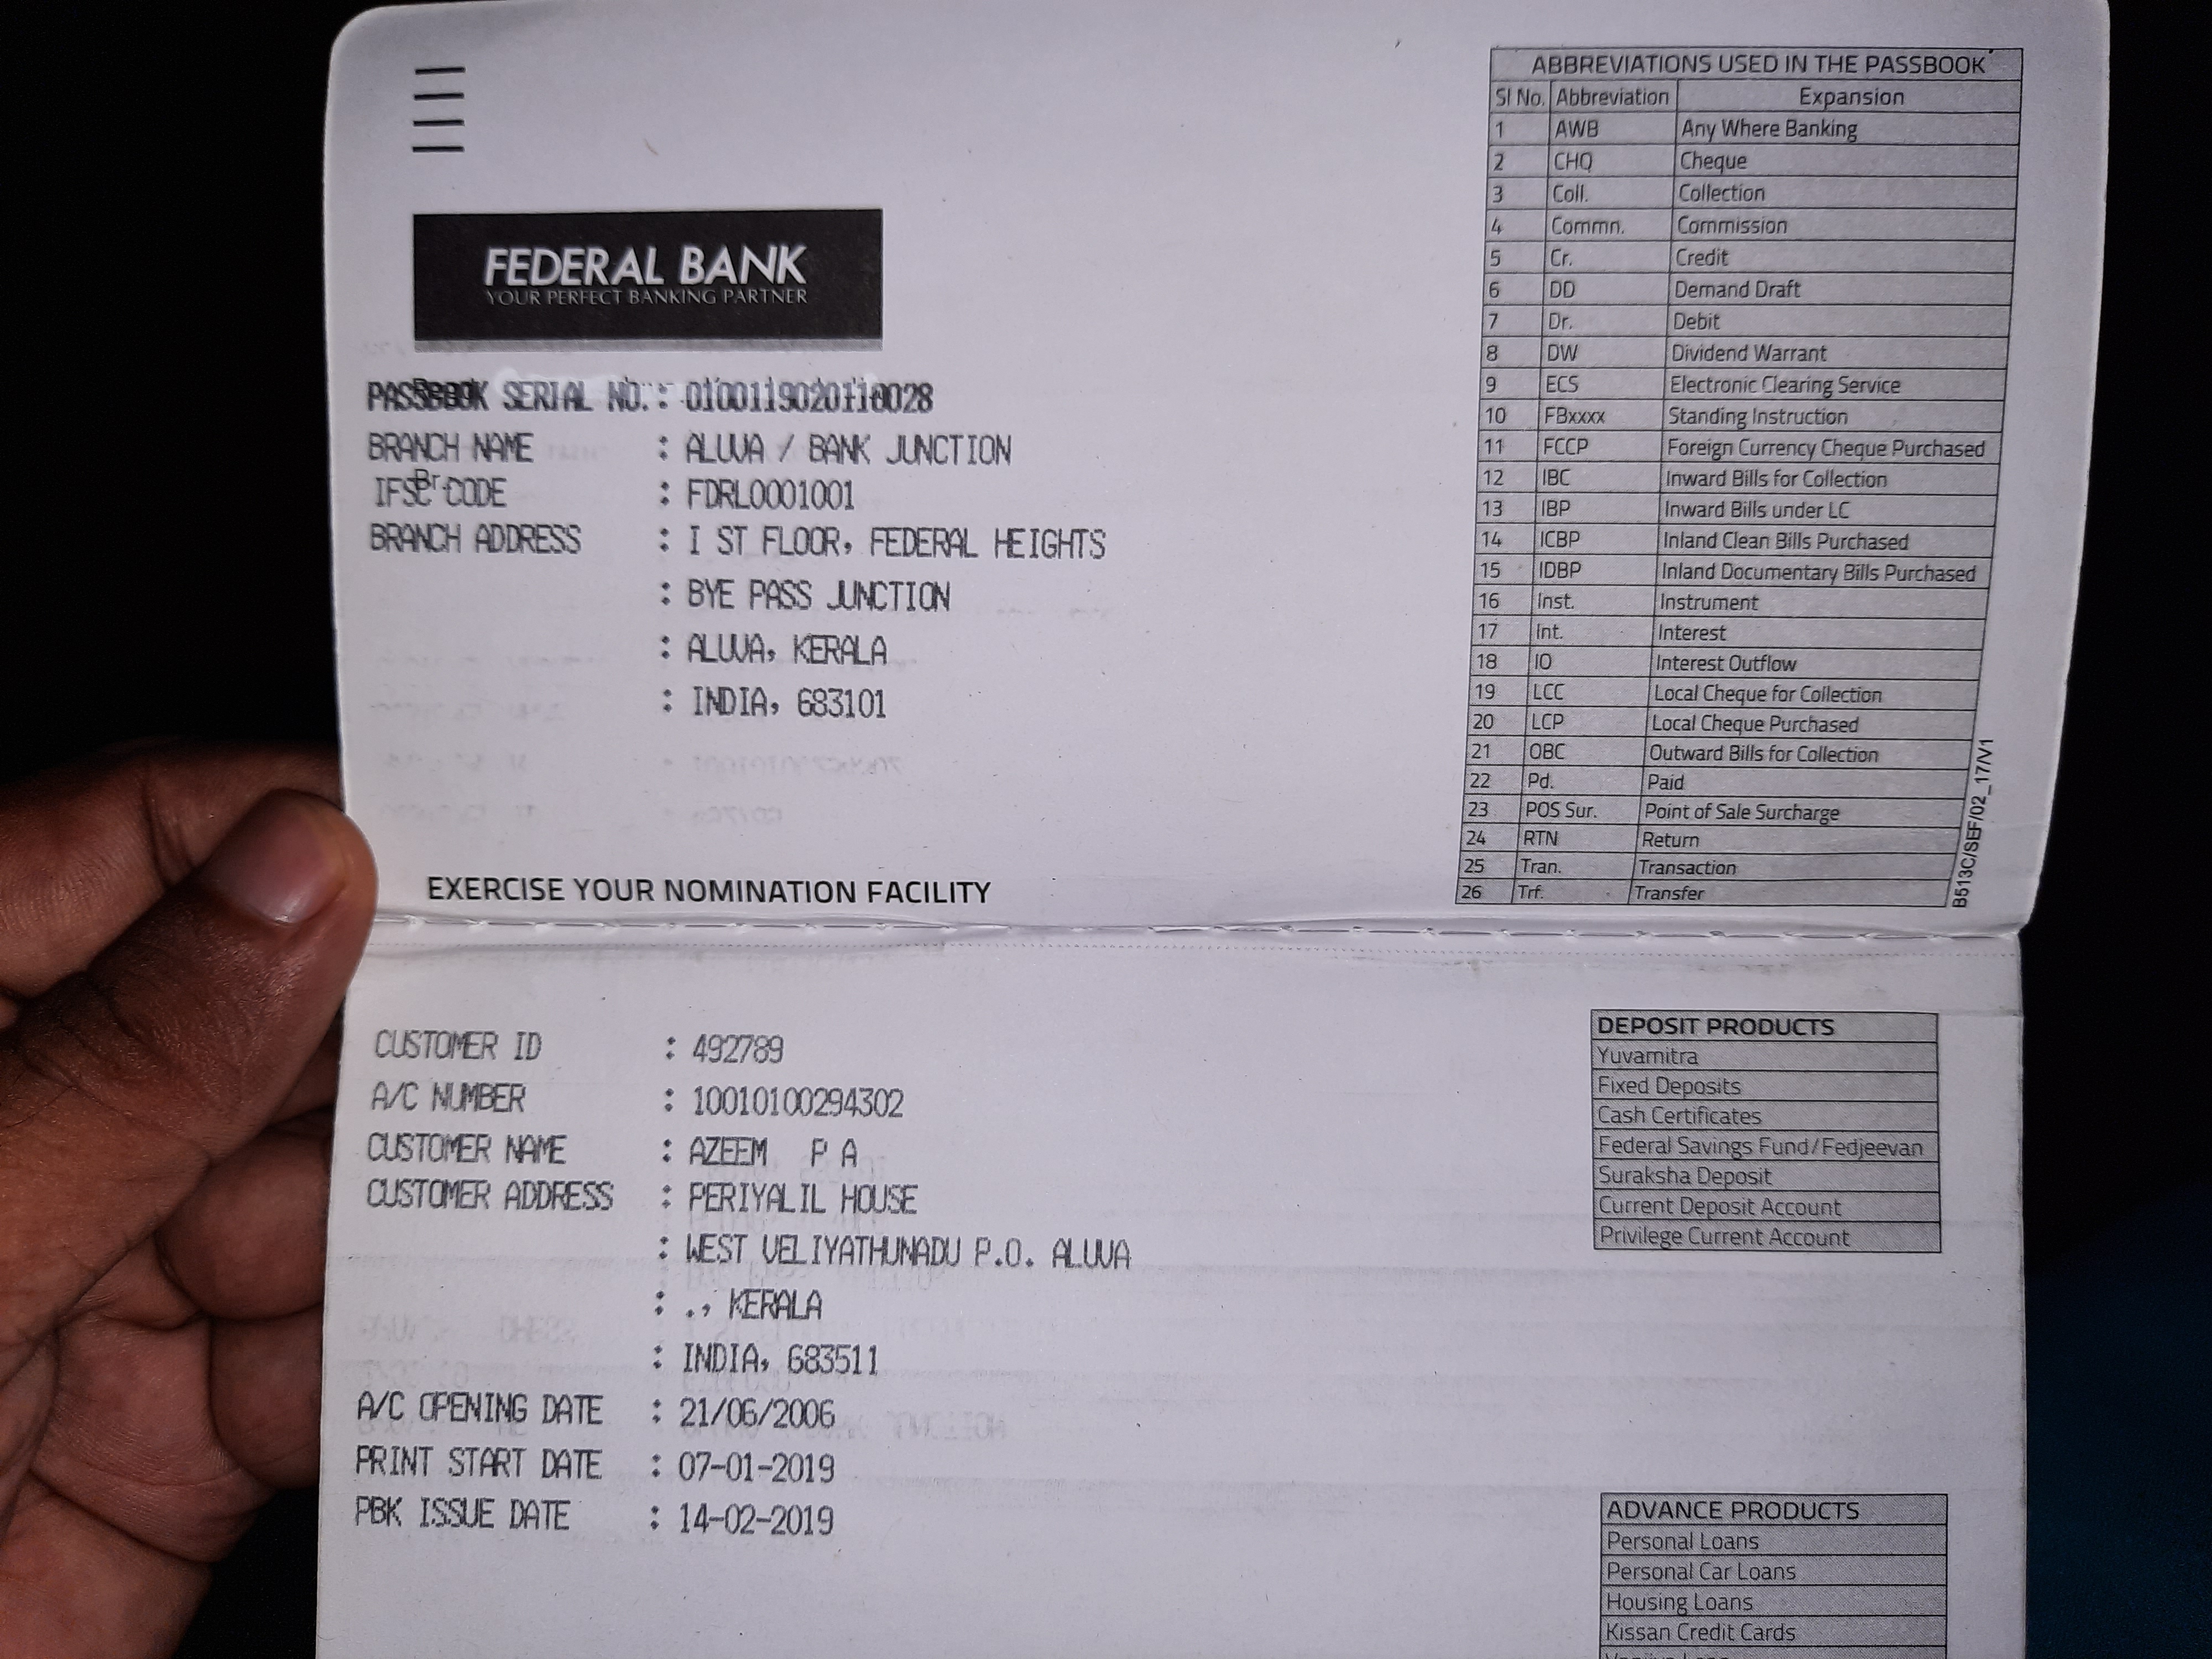 FEDERAL BANK
YOUR PERFECT BANKING PARTNER
SERIAL NO.
BRANCH NAME : ALUVA / BANK JUNCTION
IFSC CODE : FDRL0001001
BRANCH ADDRESS : I ST FLOOR, FEDERAL HEIGHTS
: BYE PASS JUNCTION
: ALUVA, KERALA
: INDIA, 683101
EXERCISE YOUR NOMINATION FACILITY
ABBREVIATIONS USED IN THE PASSBOOK
Sl No. Abbreviation Expansion
1 AWB Any Where Banking
2 CHQ Cheque
3 Coll. Collection
4 Commn. Commission
5 Cr. Credit
6 DD Demand Draft
7 Dr. Debit
8 DW Dividend Warrant
9 ECS Electronic Clearing Service
10 FBxxxx Standing Instruction
11 FCCP Foreign Currency Cheque Purchased
12 IBC Inward Bills for Collection
13 IBP Inward Bills under LC
14 ICBP Inland Clean Bills Purchased
15 IDBP Inland Documentary Bills Purchased
16 Inst. Instrument
17 Int. Interest
18 IO Interest Outflow
19 LCC Local Cheque for Collection
20 LCP Local Cheque Purchased
21 OBC Outward Bills for Collection
22 Pd. Paid
23 POS Sur. Point of Sale Surcharge
24 RTN Return
25 Tran. Transaction
26 Trf. Transfer
B513C/SEF/02_17/V1
CUSTOMER ID : 492789
A/C NUMBER : 10010100294302
CUSTOMER NAME : AZEEM P A
CUSTOMER ADDRESS : PERIYALIL HOUSE
: WEST VELIYATHUNADU P.O. ALUVA
: ., KERALA
: INDIA, 683511
A/C OPENING DATE : 21/06/2006
PRINT START DATE : 07-01-2019
PBK ISSUE DATE : 14-02-2019
DEPOSIT PRODUCTS
Yuvamitra
Fixed Deposits
Cash Certificates
Federal Savings Fund/Fedjeevan
Suraksha Deposit
Current Deposit Account
Privilege Current Account
ADVANCE PRODUCTS
Personal Loans
Personal Car Loans
Housing Loans
Kissan Credit Cards